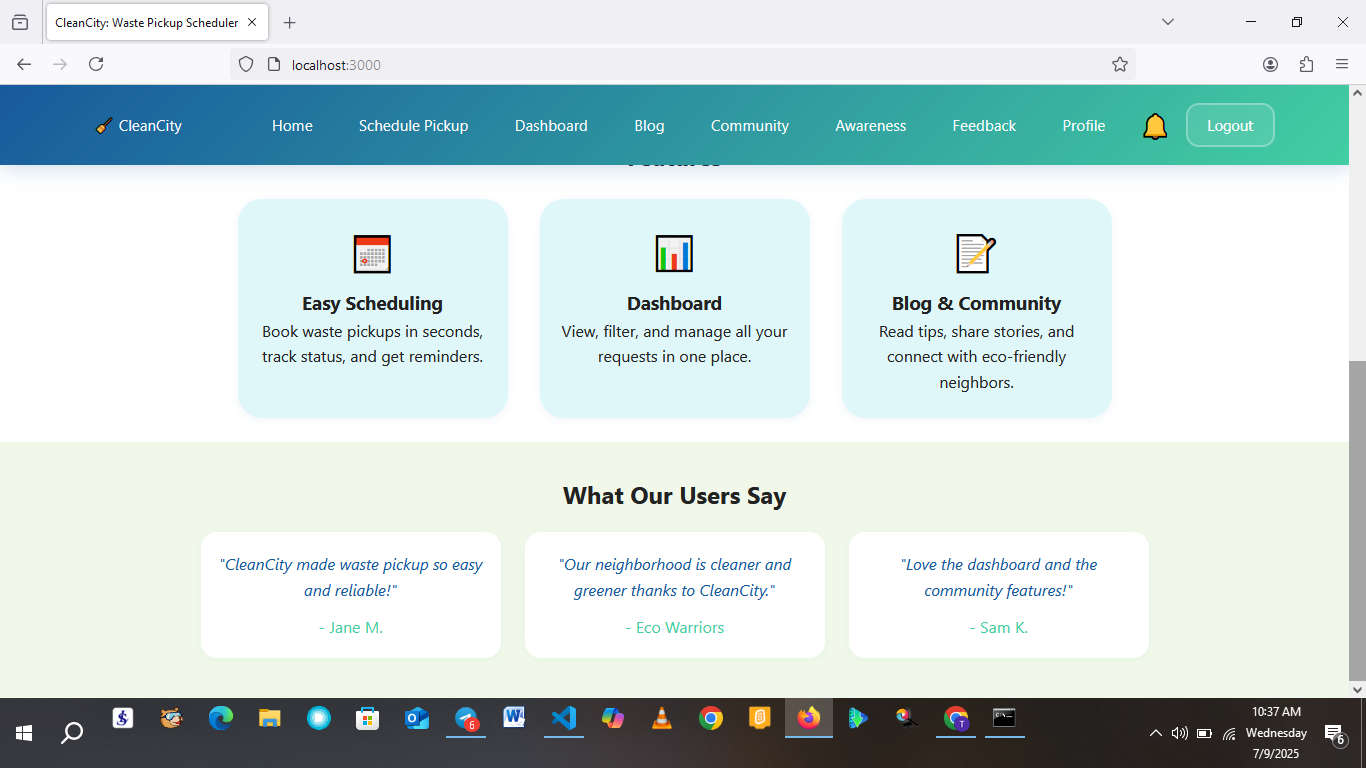 CleanCity: Waste Pickup Scheduler
localhost:3000
CleanCity
Home
Schedule Pickup
Dashboard
Blog
Community
Awareness
Feedback
Profile
Logout
Easy Scheduling
Book waste pickups in seconds,
track status, and get reminders.
Dashboard
View, filter, and manage all your
requests in one place.
Blog & Community
Read tips, share stories, and
connect with eco-friendly
neighbors.
What Our Users Say
"CleanCity made waste pickup so easy
and reliable!"
- Jane M.
"Our neighborhood is cleaner and
greener thanks to CleanCity."
- Eco Warriors
"Love the dashboard and the
community features!"
- Sam K.
6
10:37 AM
Wednesday
7/9/2025
6